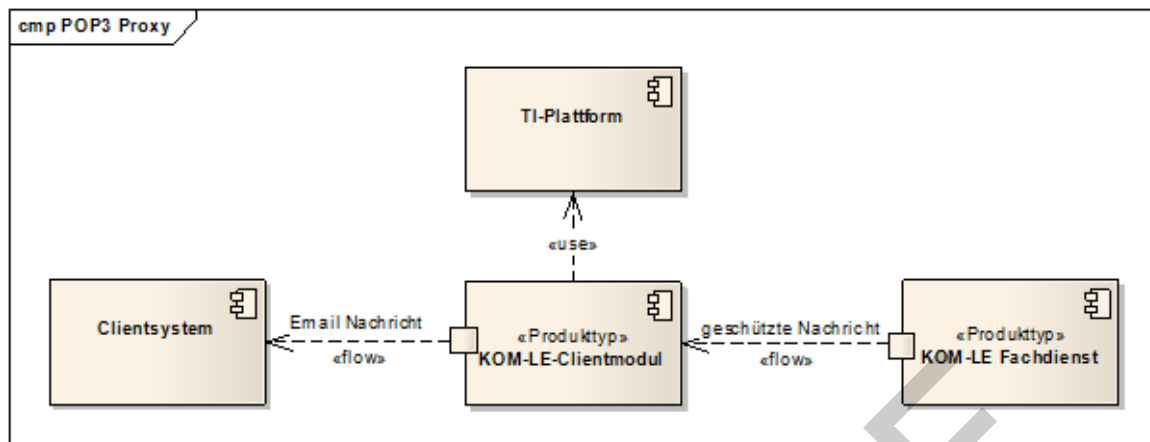 cmp POP3 Proxy
TI-Plattform
«use»
Clientsystem
Email Nachricht
«flow»
«Produkttyp»
KOM-LE-Clientmodul
geschützte Nachricht
«flow»
«Produkttyp»
KOM-LE Fachdienst